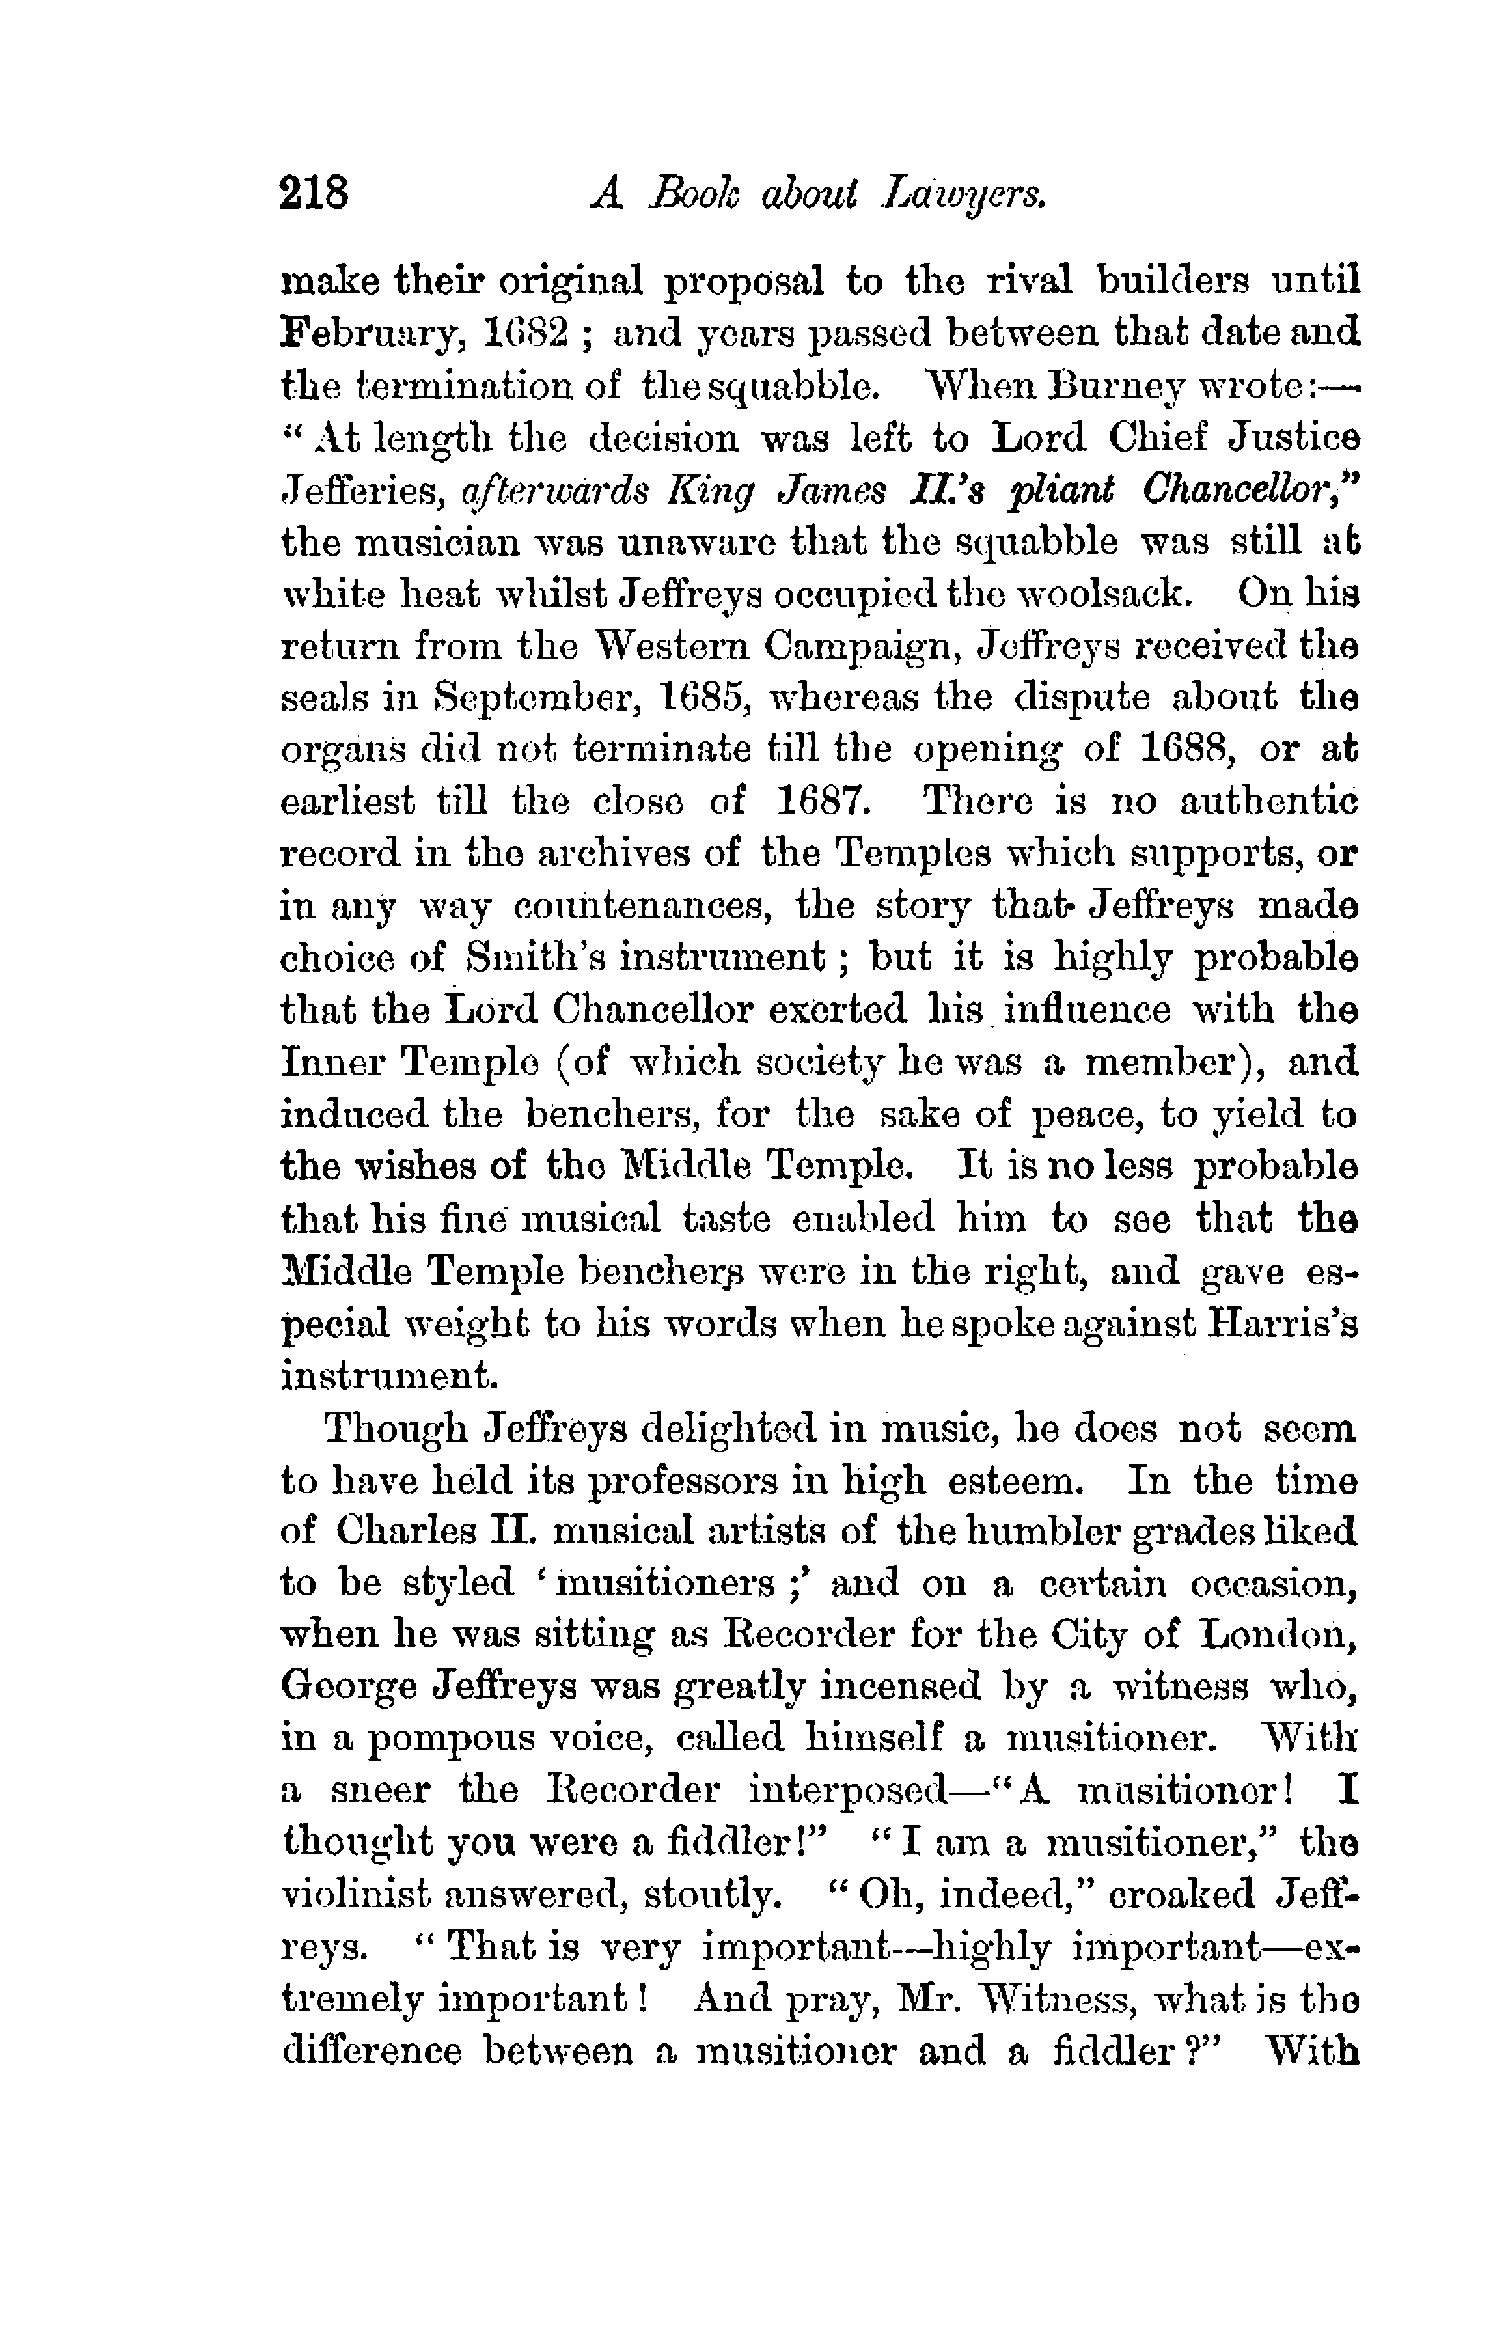 218 A Book about Lawyers.
make their original proposal to the rival builders until
February, 1682 ; and years passed between that date and
the termination of the squabble. When Burney wrote:—
“ At length the decision was left to Lord Chief Justice
Jefferies, afterwards King James II.’s pliant Chancellor,”
the musician was unaware that the squabble was still at
white heat whilst Jeffreys occupied the woolsack. On his
return from the Western Campaign, Jeffreys received the
seals in September, 1685, whereas the dispute about the
organs did not terminate till the opening of 1688, or at
earliest till the close of 1687. There is no authentic
record in the archives of the Temples which supports, or
in any way countenances, the story that Jeffreys made
choice of Smith’s instrument ; but it is highly probable
that the Lord Chancellor exerted his influence with the
Inner Temple (of which society he was a member), and
induced the benchers, for the sake of peace, to yield to
the wishes of the Middle Temple. It is no less probable
that his fine musical taste enabled him to see that the
Middle Temple benchers were in the right, and gave es-
pecial weight to his words when he spoke against Harris’s
instrument.
Though Jeffreys delighted in music, he does not seem
to have held its professors in high esteem. In the time
of Charles II. musical artists of the humbler grades liked
to be styled ‘ musitioners ;’ and on a certain occasion,
when he was sitting as Recorder for the City of London,
George Jeffreys was greatly incensed by a witness who,
in a pompous voice, called himself a musitioner. With
a sneer the Recorder interposed—“ A musitioner! I
thought you were a fiddler!” “ I am a musitioner,” the
violinist answered, stoutly. “ Oh, indeed,” croaked Jeff-
reys. “ That is very important—highly important—ex-
tremely important ! And pray, Mr. Witness, what is the
difference between a musitioner and a fiddler ?” With